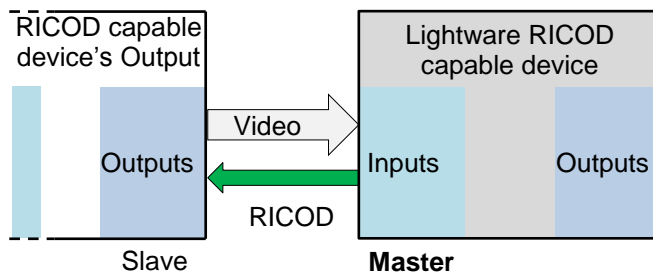 RICOD capable
device’s Output
Lightware RICOD
capable device
Video
Outputs
Inputs
Outputs
RICOD
Slave
Master